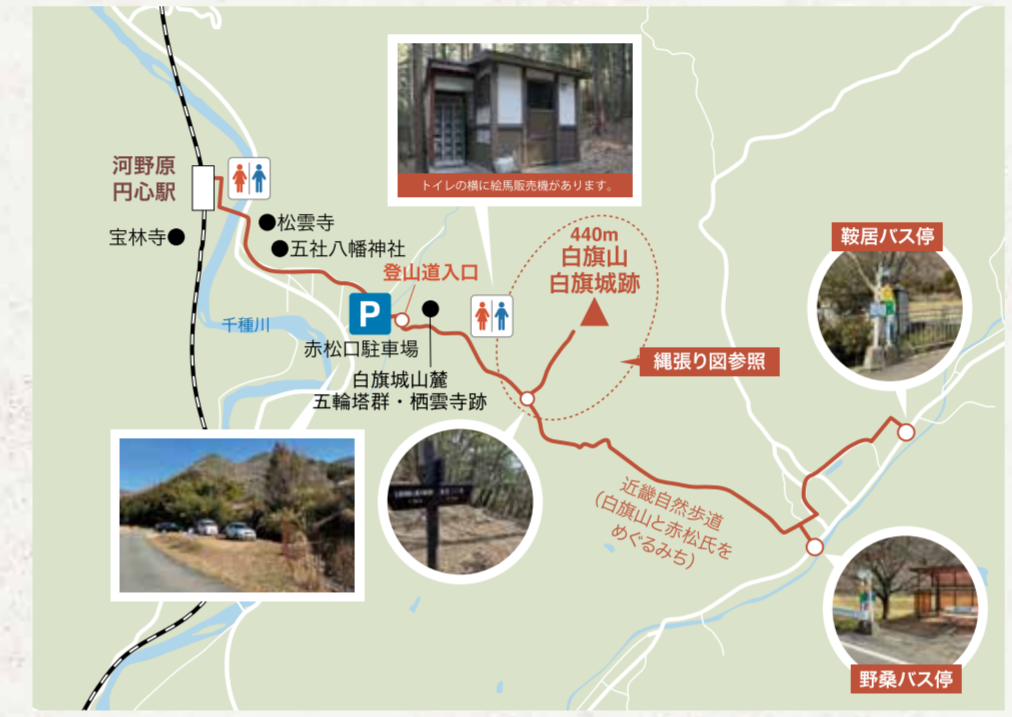 トイレの横に絵馬販売機があります。
河野原
円心駅
松雲寺
宝林寺
五社八幡神社
登山道入口
P
赤松口駐車場
千種川
白旗城山麓
五輪塔群・栖雲寺跡
440m
白旗山
白旗城跡
縄張り図参照
鞍居バス停
近畿自然歩道
(白旗山と赤松氏を
めぐるみち)
野桑バス停